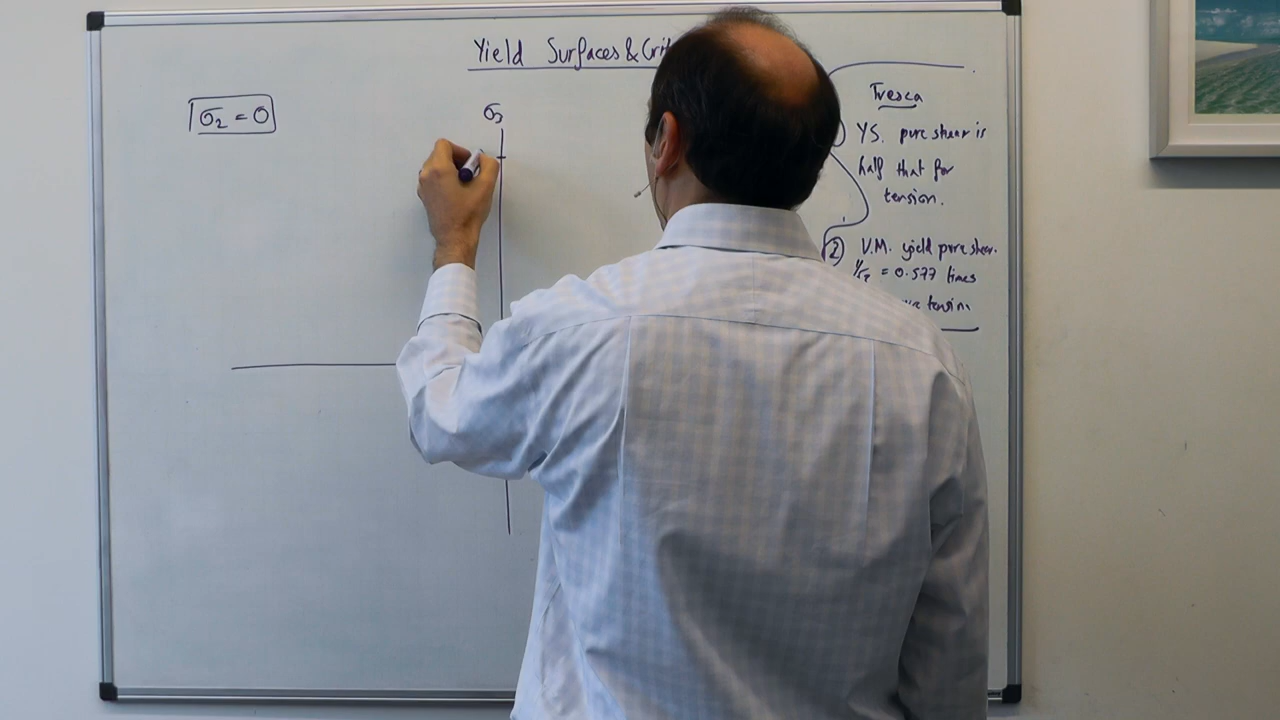 Yield Surfaces & Crit
σ₂ = 0
σ₃
Tresca
YS. pure shear is
half that for
tension.
② V.M. yield pure shear.
1/√3 = 0.577 times
tension